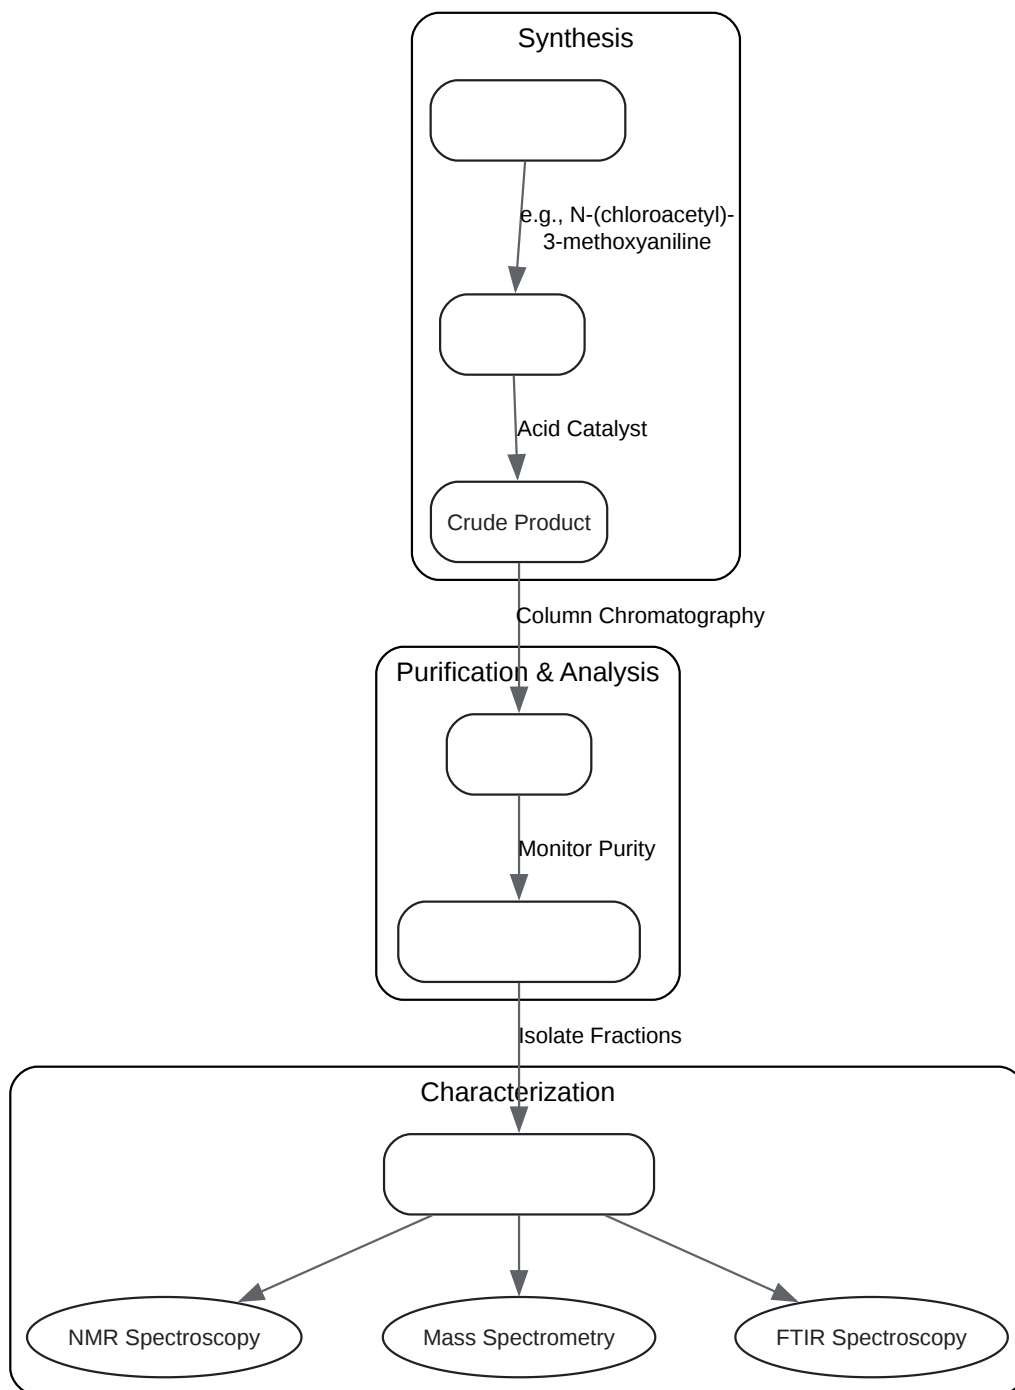 Synthesis
e.g., N-(chloroacetyl)-
3-methoxyaniline
Acid Catalyst
Crude Product
Column Chromatography
Purification & Analysis
Monitor Purity
Isolate Fractions
Characterization
NMR Spectroscopy
Mass Spectrometry
FTIR Spectroscopy